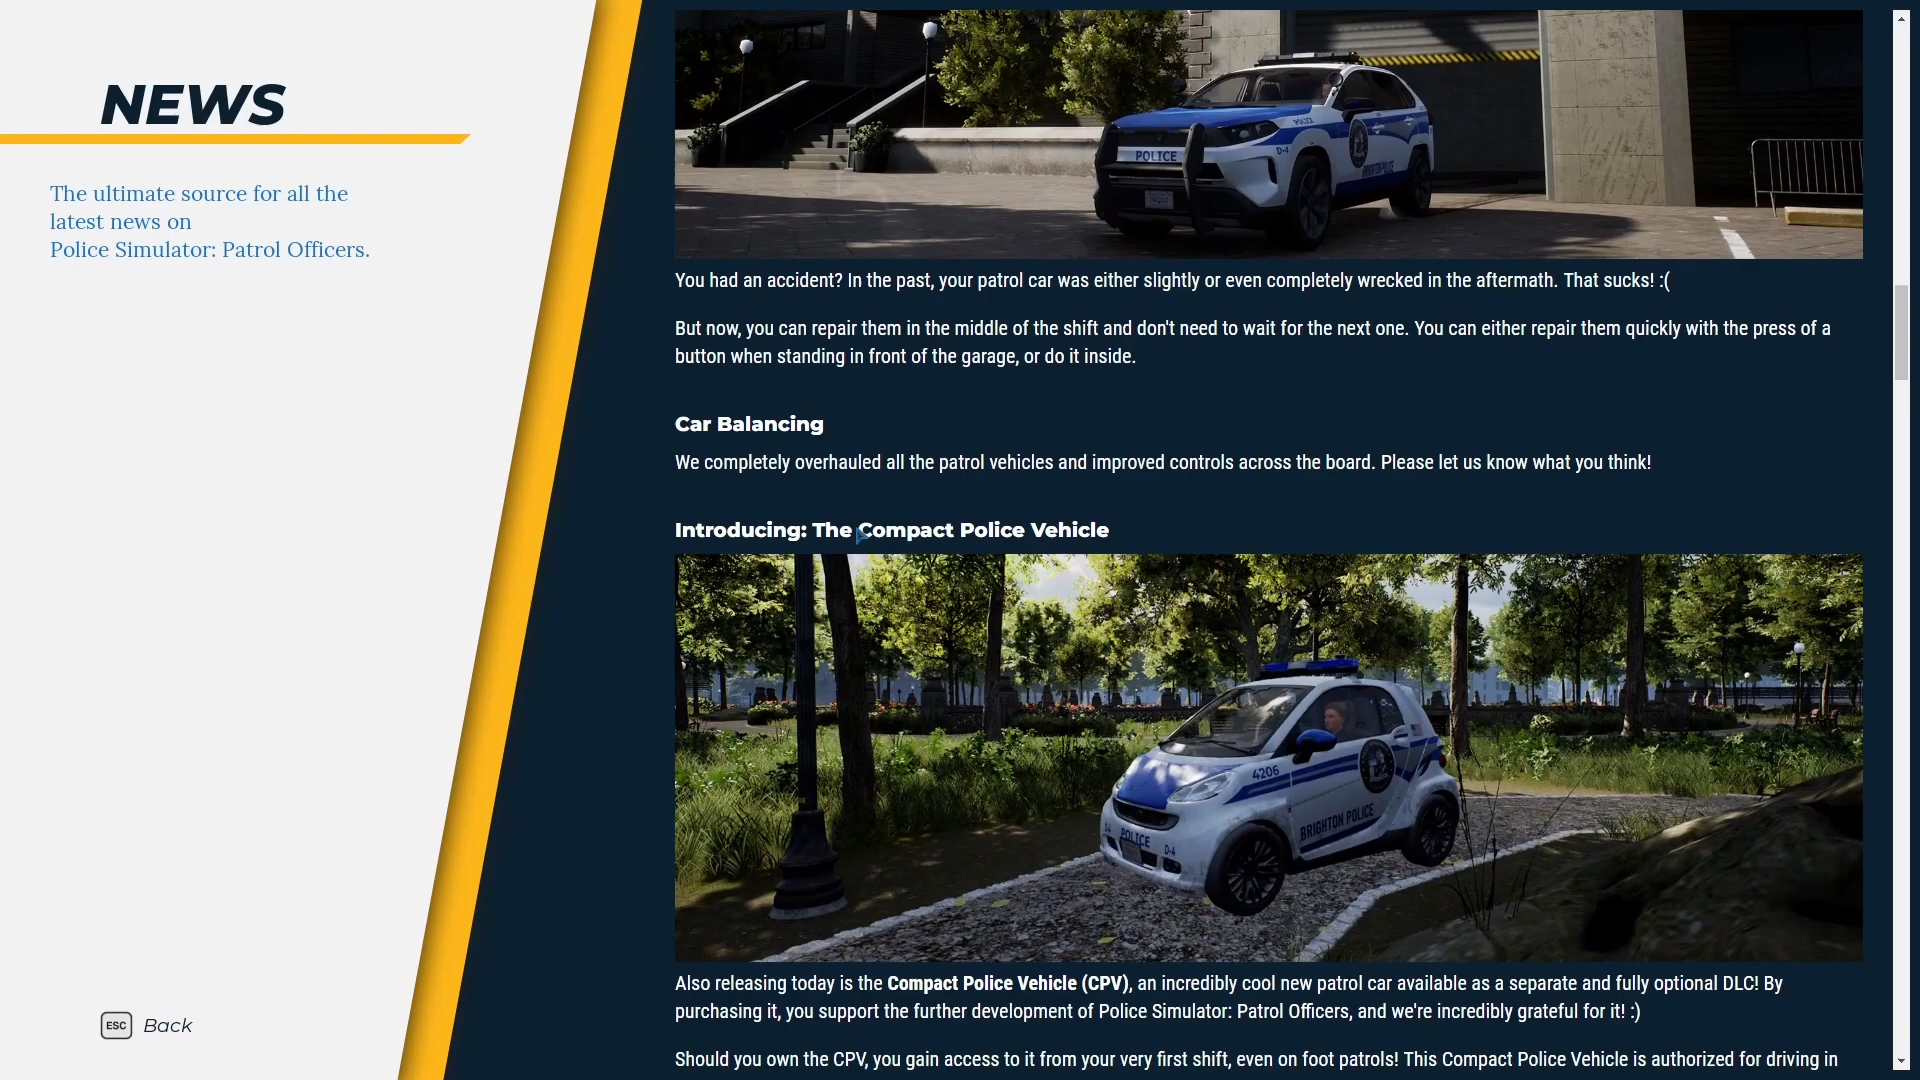 NEWS
The ultimate source for all the
latest news on
Police Simulator: Patrol Officers.
POLICE
POLICE
D-4
You had an accident? In the past, your patrol car was either slightly or even completely wrecked in the aftermath. That sucks! :(
But now, you can repair them in the middle of the shift and don't need to wait for the next one. You can either repair them quickly with the press of a
button when standing in front of the garage, or do it inside.
Car Balancing
We completely overhauled all the patrol vehicles and improved controls across the board. Please let us know what you think!
Introducing: The Compact Police Vehicle
4206
BRIGHTON POLICE
POLICE
D-4
Also releasing today is the Compact Police Vehicle (CPV), an incredibly cool new patrol car available as a separate and fully optional DLC! By
purchasing it, you support the further development of Police Simulator: Patrol Officers, and we're incredibly grateful for it! :)
Should you own the CPV, you gain access to it from your very first shift, even on foot patrols! This Compact Police Vehicle is authorized for driving in
ESC Back